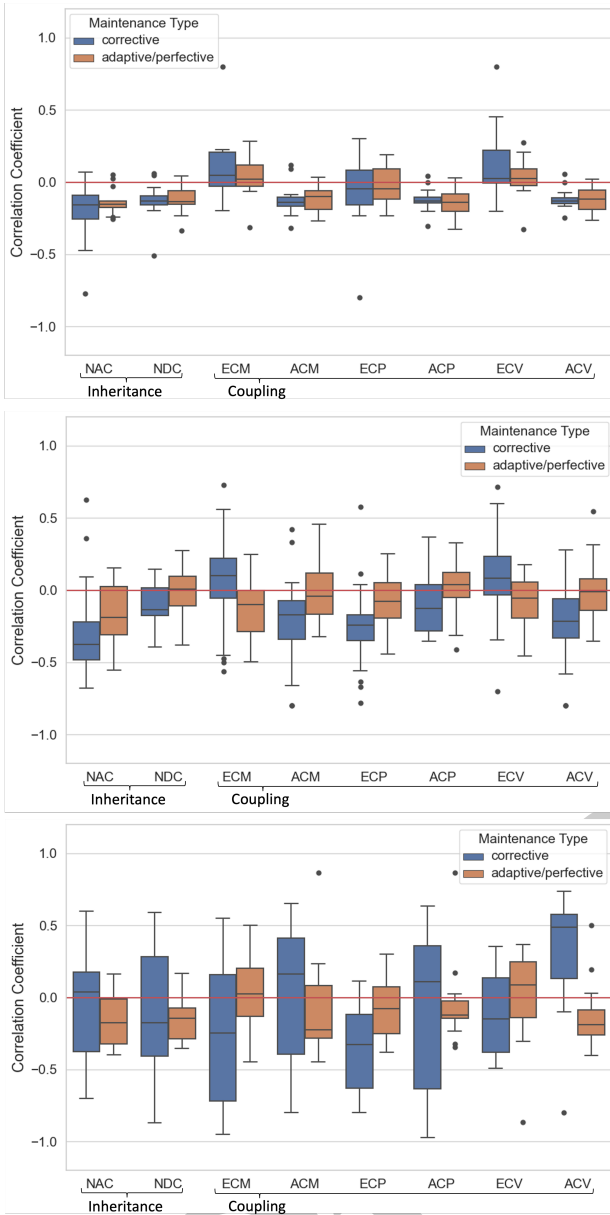 Maintenance Type
corrective
adaptive/perfective
Correlation Coefficient
1.0
0.5
0.0
−0.5
−1.0
NAC NDC ECM ACM ECP ACP ECV ACV
Inheritance Coupling
Maintenance Type
corrective
adaptive/perfective
Correlation Coefficient
1.0
0.5
0.0
−0.5
−1.0
NAC NDC ECM ACM ECP ACP ECV ACV
Inheritance Coupling
Maintenance Type
corrective
adaptive/perfective
Correlation Coefficient
1.0
0.5
0.0
−0.5
−1.0
NAC NDC ECM ACM ECP ACP ECV ACV
Inheritance Coupling